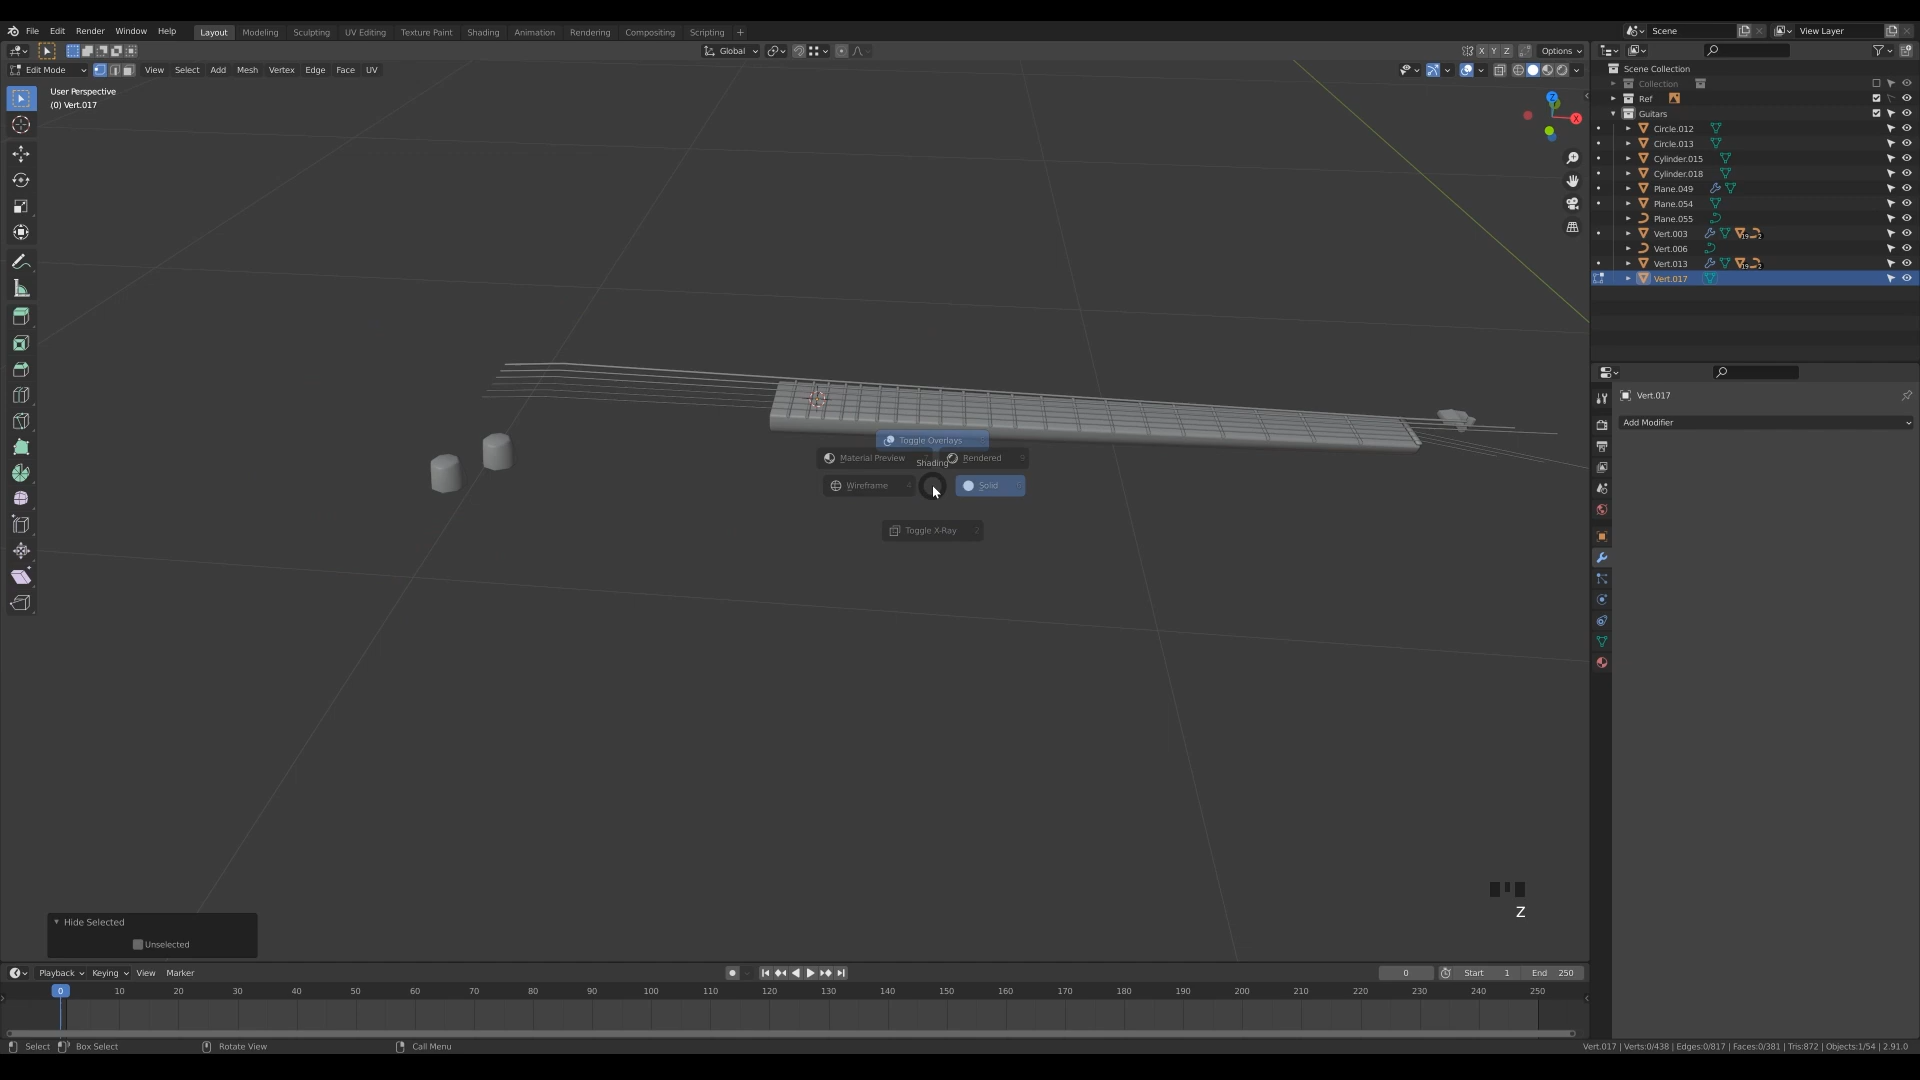 File Edit Render Window Help Layout Modeling Sculpting UV Editing Texture Paint Shading Animation Rendering Compositing Scripting + Scene View Layer
Global X Y Z Options
Edit Mode View Select Add Mesh Vertex Edge Face UV
User Perspective
(0) Vert.017
Scene Collection
Collection
Ref
Guitars
Circle.012
Circle.013
Cylinder.015
Cylinder.018
Plane.049
Plane.054
Plane.055
Vert.003
Vert.006
Vert.013
Vert.017
Z
X
Toggle Overlays
Material Preview 7 Rendered
Shading
Wireframe 4 Solid
Toggle X-Ray 2
Vert.017
Add Modifier
Z
Hide Selected
Unselected
Playback Keying View Marker 0 Start 1 End 250
0 10 20 30 40 50 60 70 80 90 100 110 120 130 140 150 160 170 180 190 200 210 220 230 240 250
Select Box Select Rotate View Call Menu Vert.017 | Verts:0/438 | Edges:0/817 | Faces:0/381 | Tris:872 | Objects:1/54 | 2.91.0